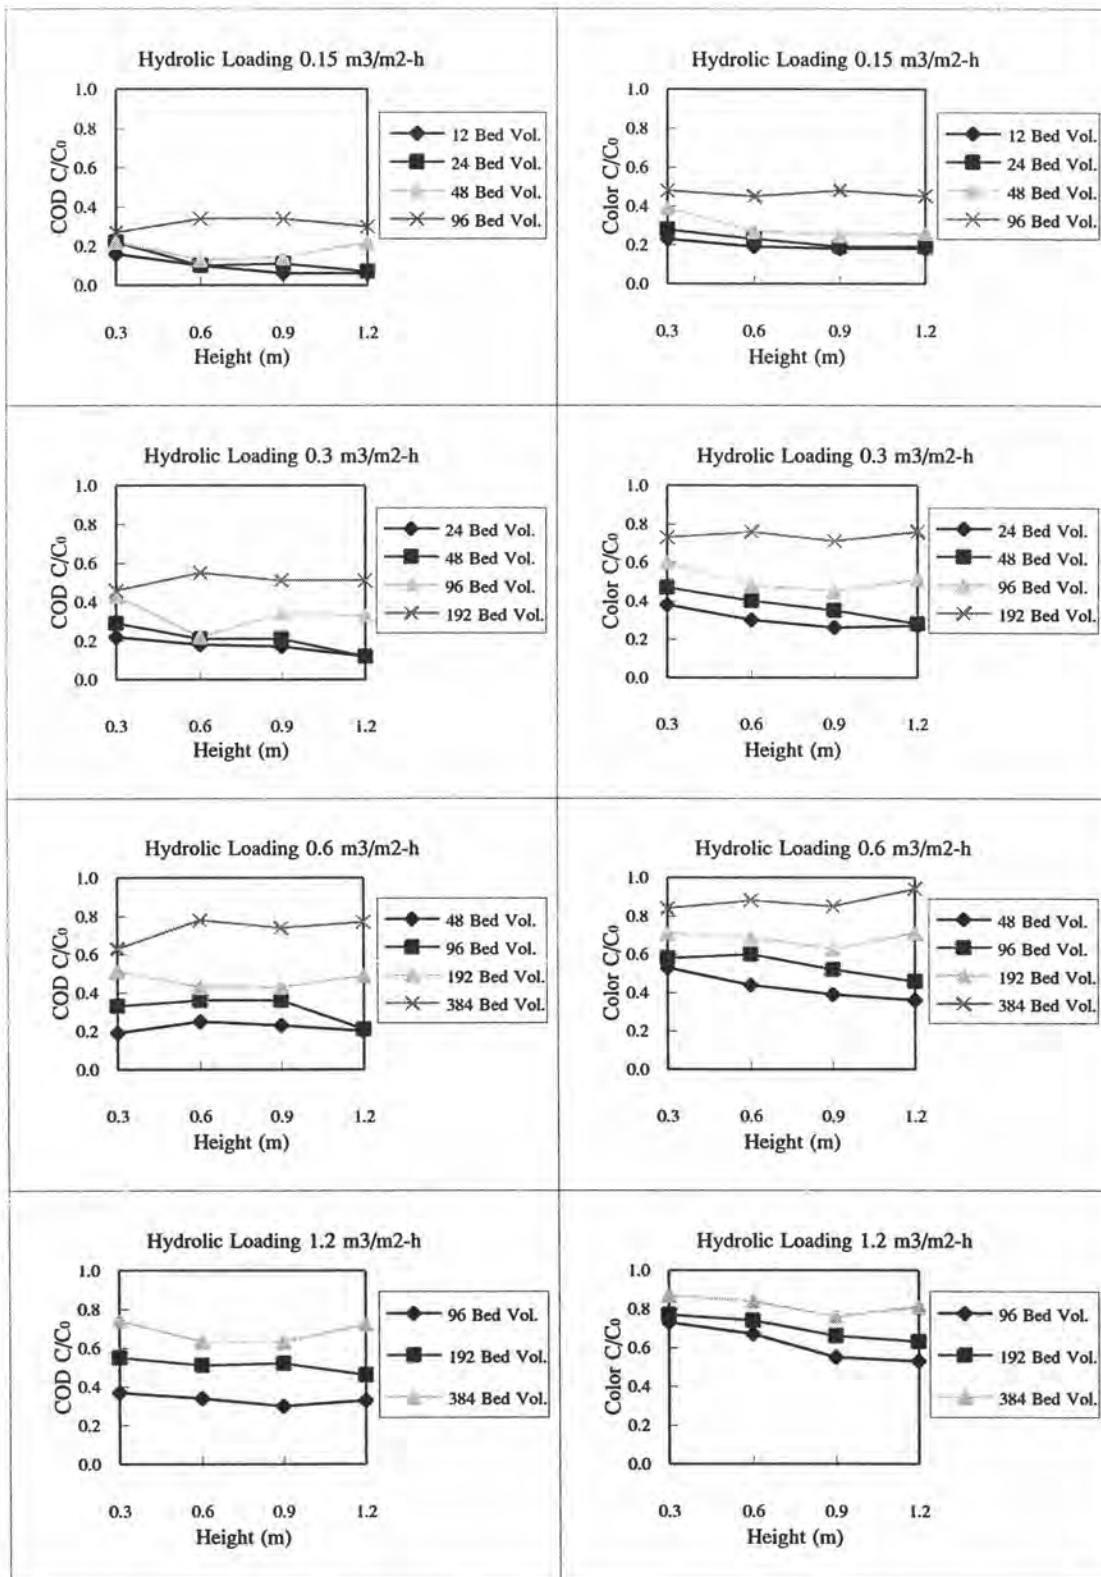 Hydrolic Loading 0.15 m3/m2-h
1.0
0.8
0.6
0.4
0.2
0.0
COD C/C0
0.3 0.6 0.9 1.2
Height (m)
12 Bed Vol.
24 Bed Vol.
48 Bed Vol.
96 Bed Vol.
Hydrolic Loading 0.15 m3/m2-h
1.0
0.8
0.6
0.4
0.2
0.0
Color C/C0
0.3 0.6 0.9 1.2
Height (m)
12 Bed Vol.
24 Bed Vol.
48 Bed Vol.
96 Bed Vol.
Hydrolic Loading 0.3 m3/m2-h
1.0
0.8
0.6
0.4
0.2
0.0
COD C/C0
0.3 0.6 0.9 1.2
Height (m)
24 Bed Vol.
48 Bed Vol.
96 Bed Vol.
192 Bed Vol.
Hydrolic Loading 0.3 m3/m2-h
1.0
0.8
0.6
0.4
0.2
0.0
Color C/C0
0.3 0.6 0.9 1.2
Height (m)
24 Bed Vol.
48 Bed Vol.
96 Bed Vol.
192 Bed Vol.
Hydrolic Loading 0.6 m3/m2-h
1.0
0.8
0.6
0.4
0.2
0.0
COD C/C0
0.3 0.6 0.9 1.2
Height (m)
48 Bed Vol.
96 Bed Vol.
192 Bed Vol.
384 Bed Vol.
Hydrolic Loading 0.6 m3/m2-h
1.0
0.8
0.6
0.4
0.2
0.0
Color C/C0
0.3 0.6 0.9 1.2
Height (m)
48 Bed Vol.
96 Bed Vol.
192 Bed Vol.
384 Bed Vol.
Hydrolic Loading 1.2 m3/m2-h
1.0
0.8
0.6
0.4
0.2
0.0
COD C/C0
0.3 0.6 0.9 1.2
Height (m)
96 Bed Vol.
192 Bed Vol.
384 Bed Vol.
Hydrolic Loading 1.2 m3/m2-h
1.0
0.8
0.6
0.4
0.2
0.0
Color C/C0
0.3 0.6 0.9 1.2
Height (m)
96 Bed Vol.
192 Bed Vol.
384 Bed Vol.